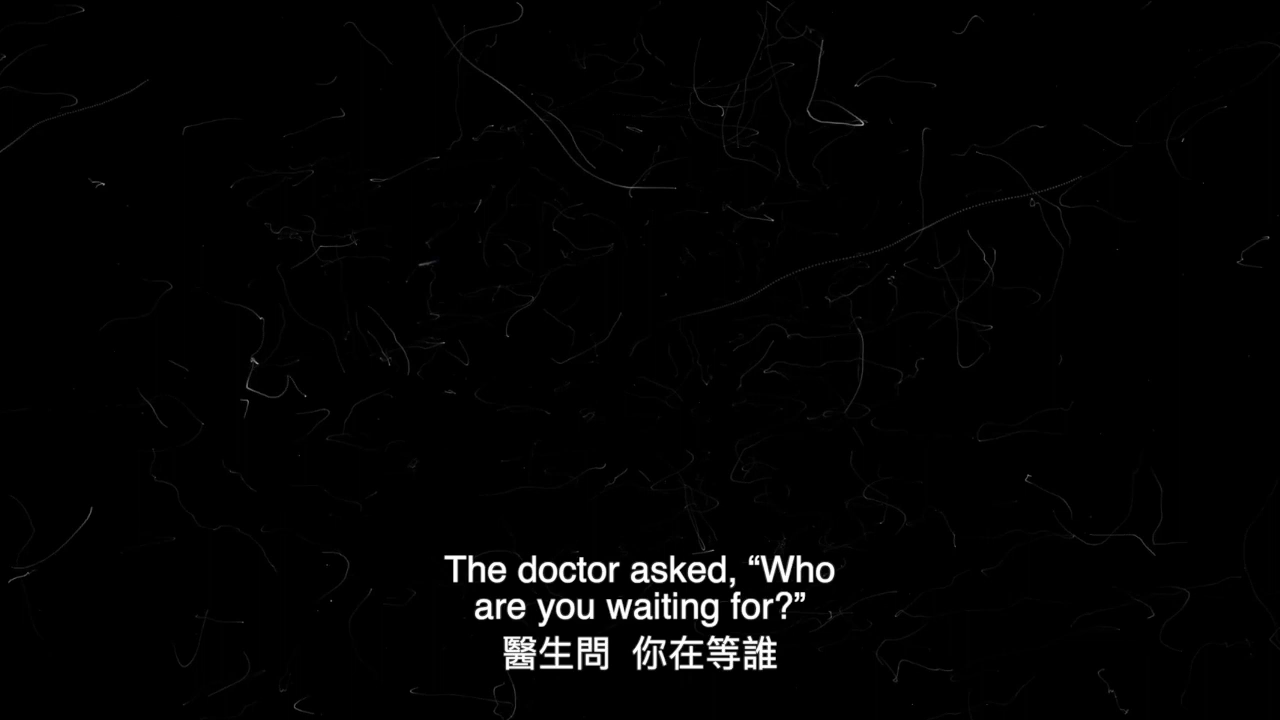 The doctor asked, “Who
are you waiting for?”
醫生問 你在等誰